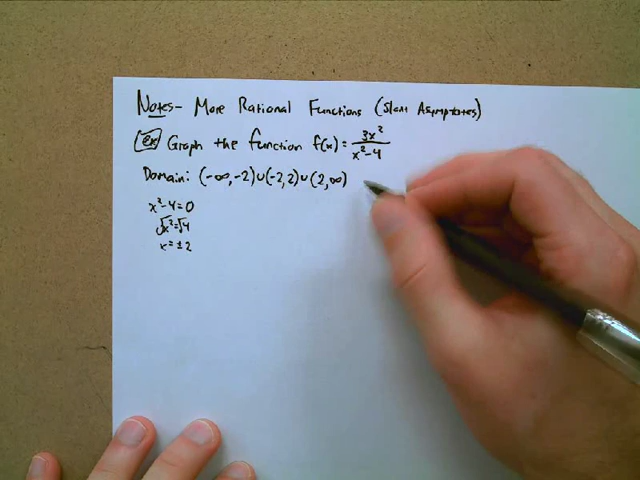 Notes- More Rational Functions (Slant Asymptotes)
ex Graph the function f(x) = 3x²/x²-4
Domain: (-∞,-2)∪(-2,2)∪(2,∞)
x²-4=0
√x²=√4
x=±2